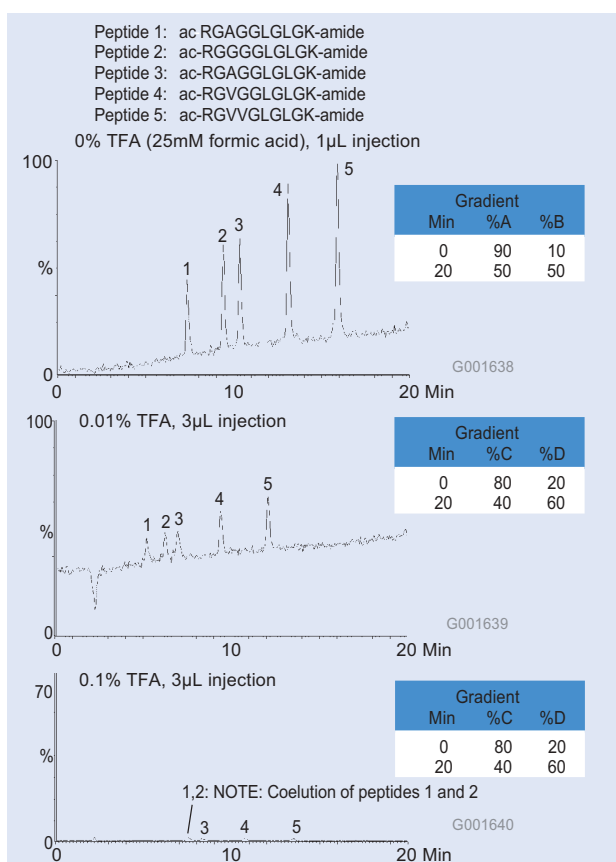 Peptide 1: ac RGAGGLGLGK-amide
Peptide 2: ac-RGGGGLGLGK-amide
Peptide 3: ac-RGAGGLGLGK-amide
Peptide 4: ac-RGVGGLGLGK-amide
Peptide 5: ac-RGVVGLGLGK-amide
0% TFA (25mM formic acid), 1µL injection
100
%
0
1
2
3
4
5
0 10 20 Min
Gradient
Min %A %B
0 90 10
20 50 50
G001638
0.01% TFA, 3µL injection
100
%
0
1
2
3
4
5
0 10 20 Min
Gradient
Min %C %D
0 80 20
20 40 60
G001639
0.1% TFA, 3µL injection
70
%
0
1,2: NOTE: Coelution of peptides 1 and 2
3
4
5
0 10 20 Min
Gradient
Min %C %D
0 80 20
20 40 60
G001640